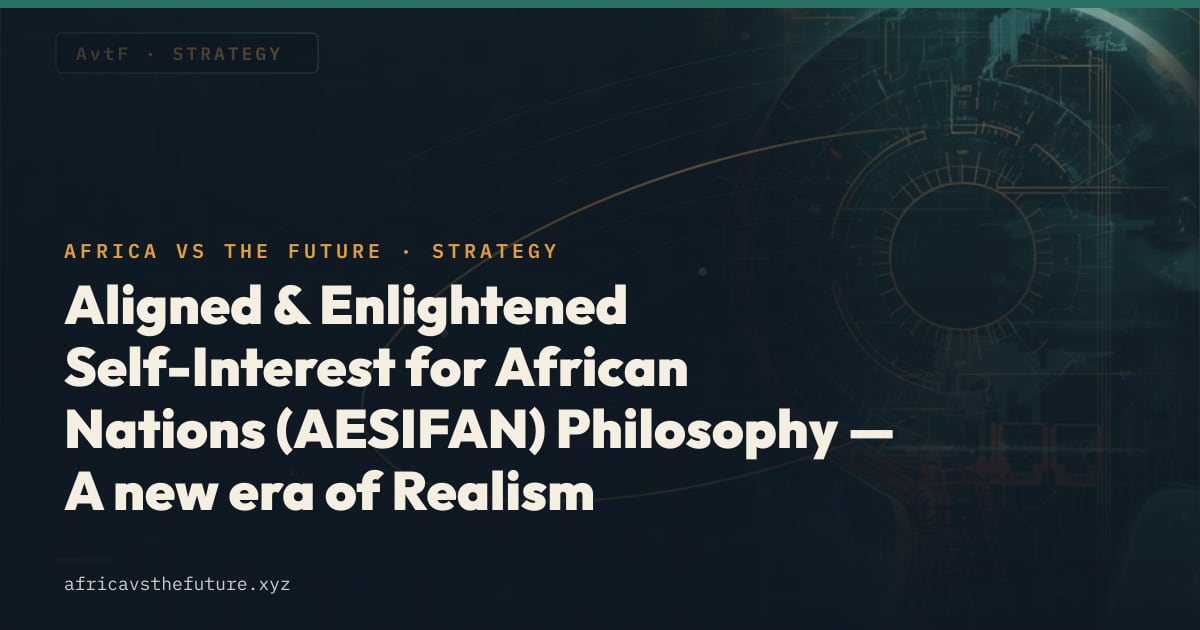 AvtF · STRATEGY
AFRICA VS THE FUTURE · STRATEGY
Aligned & Enlightened
Self-Interest for African
Nations (AESIFAN) Philosophy —
A new era of Realism
africavsthefuture.xyz